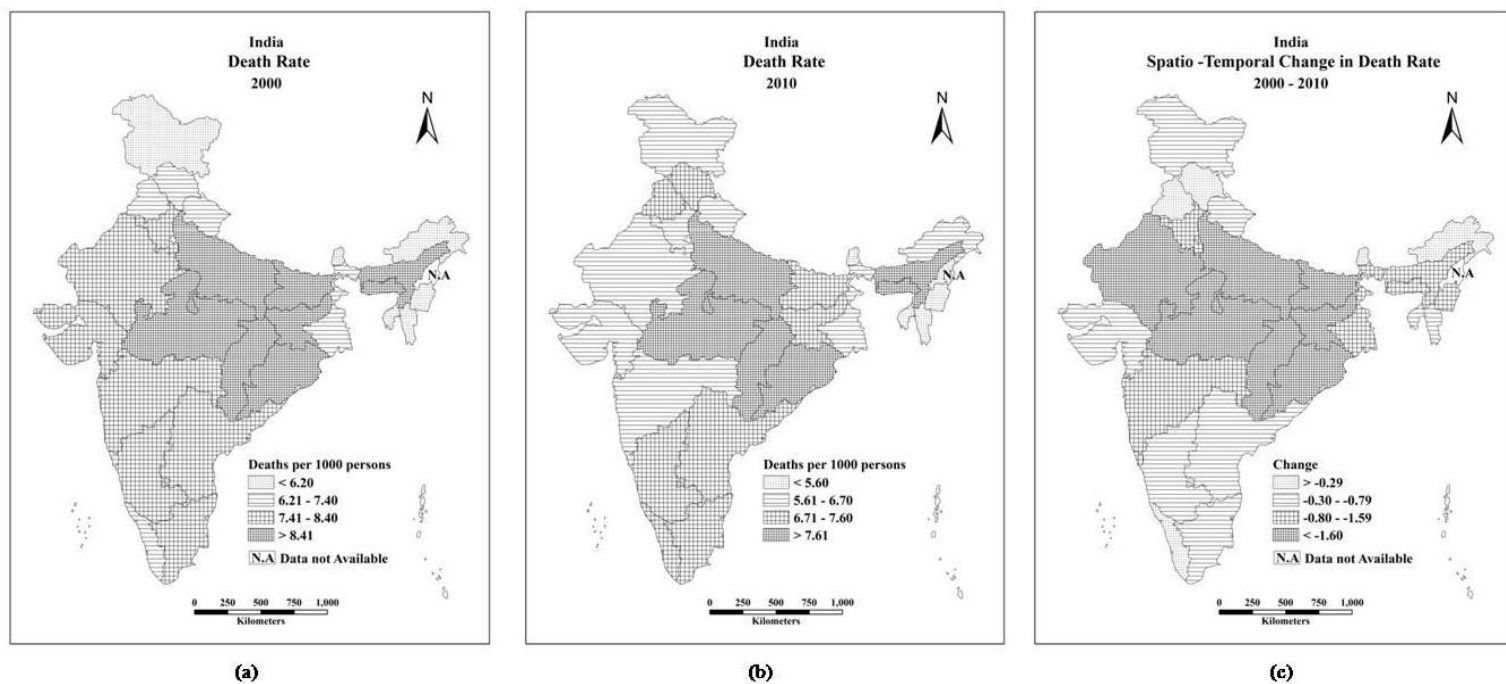 India
Death Rate
2000
N
N.A
Deaths per 1000 persons
< 6.20
6.21 - 7.40
7.41 - 8.40
> 8.41
N.A Data not Available
0 250 500 750 1,000
Kilometers
(a)
India
Death Rate
2010
N
N.A
Deaths per 1000 persons
< 5.60
5.61 - 6.70
6.71 - 7.60
> 7.61
N.A Data not Available
0 250 500 750 1,000
Kilometers
(b)
India
Spatio -Temporal Change in Death Rate
2000 - 2010
N
N.A
Change
> -0.29
-0.30 - -0.79
-0.80 - -1.59
< -1.60
N.A Data not Available
0 250 500 750 1,000
Kilometers
(c)